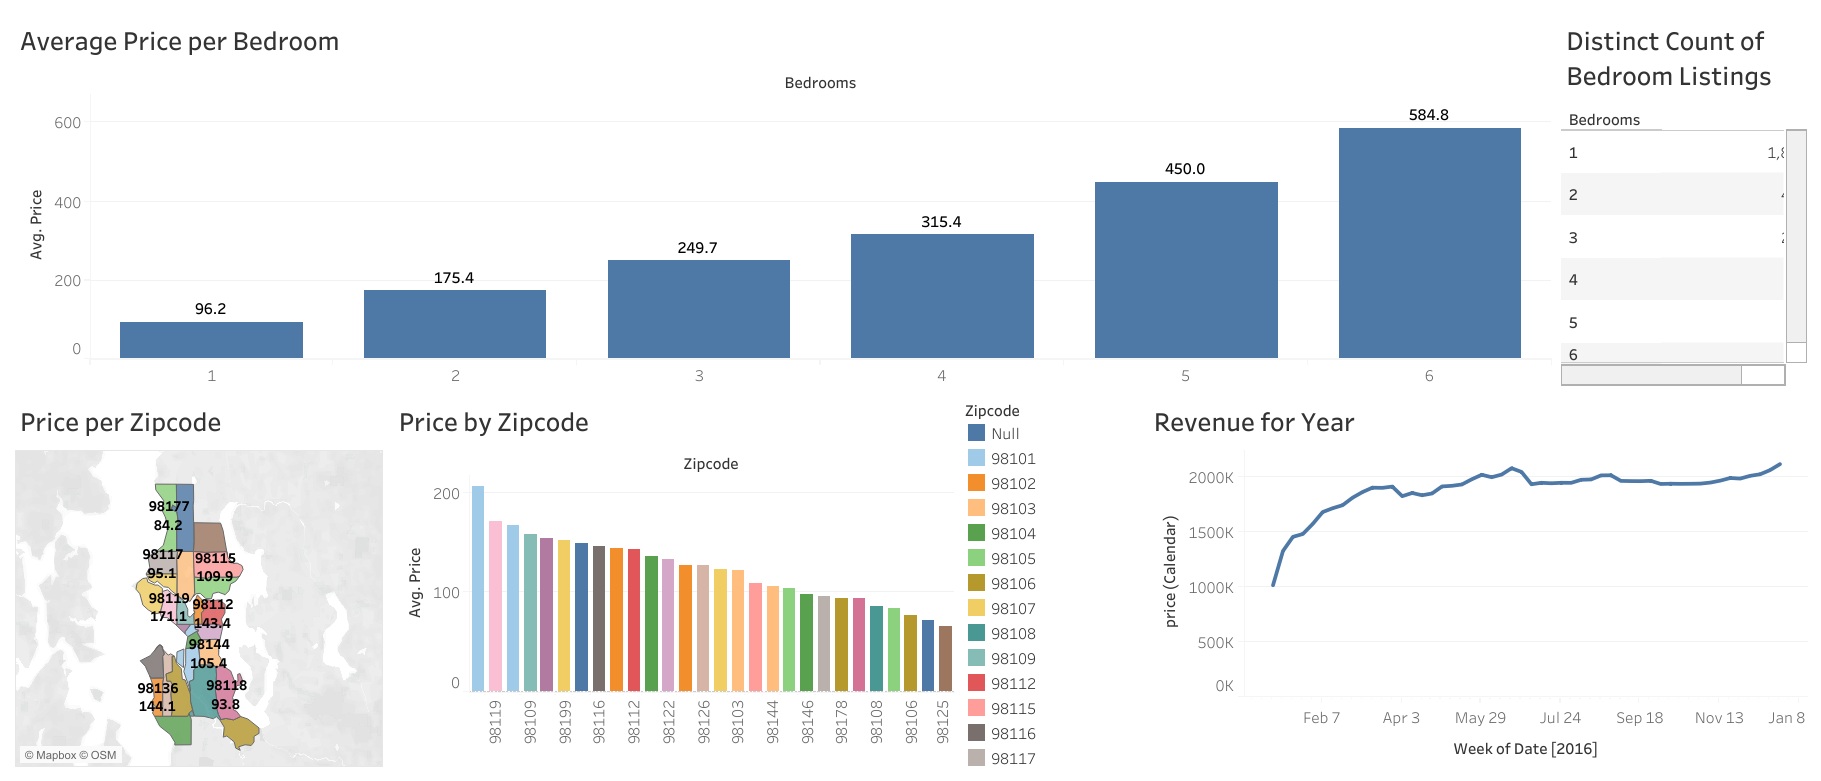 Average Price per Bedroom
Bedrooms
Avg. Price
600
400
200
0
96.2
175.4
249.7
315.4
450.0
584.8
1
2
3
4
5
6
Distinct Count of
Bedroom Listings
Bedrooms
1
2
3
4
5
6
Price per Zipcode
98177
84.2
98117
95.1
98115
109.9
98119
171.1
98112
143.4
98144
105.4
98136
144.1
98118
93.8
© Mapbox © OSM
Price by Zipcode
Zipcode
Avg. Price
200
100
0
98119
98109
98199
98116
98112
98122
98126
98103
98144
98146
98178
98108
98106
98125
Zipcode
Null
98101
98102
98103
98104
98105
98106
98107
98108
98109
98112
98115
98116
98117
Revenue for Year
price (Calendar)
2000K
1500K
1000K
500K
0K
Feb 7
Apr 3
May 29
Jul 24
Sep 18
Nov 13
Jan 8
Week of Date [2016]